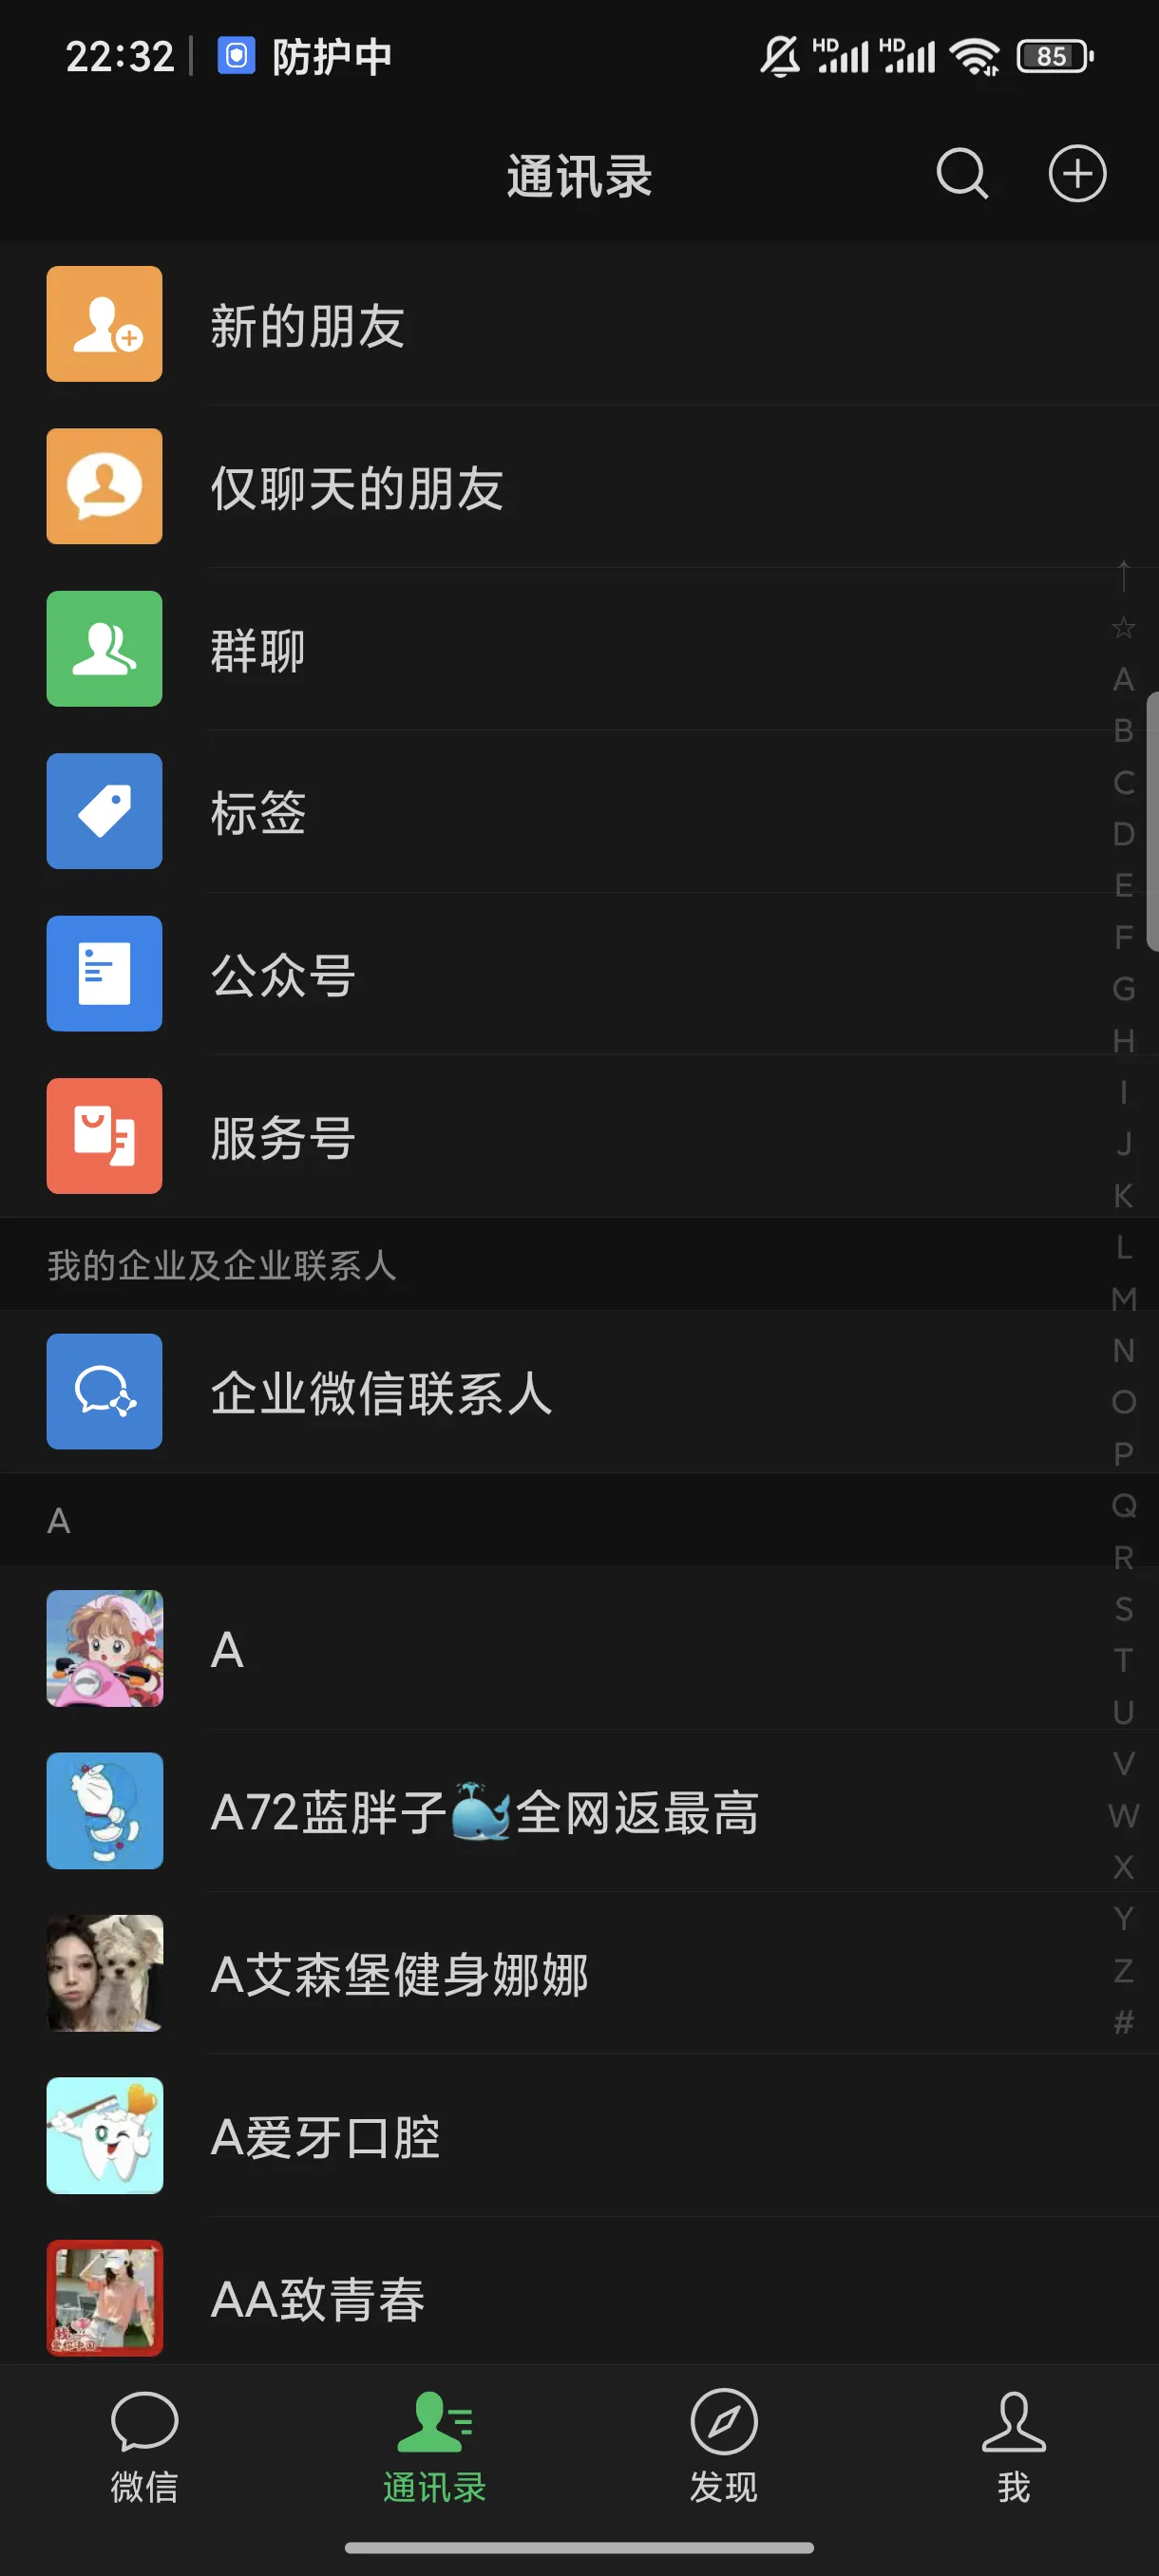 22:32 防护中 HD HD 85
通讯录
新的朋友
仅聊天的朋友
群聊
标签
公众号
服务号
我的企业及企业联系人
企业微信联系人
A
A
A72蓝胖子🐳全网返最高
A艾森堡健身娜娜
A爱牙口腔
AA致青春
↑
☆
A
B
C
D
E
F
G
H
I
J
K
L
M
N
O
P
Q
R
S
T
U
V
W
X
Y
Z
#
微信 通讯录 发现 我